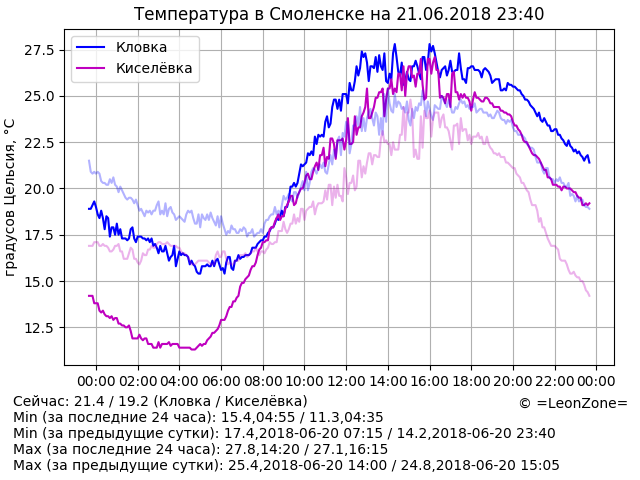 Температура в Смоленске на 21.06.2018 23:40
27.5
25.0
22.5
20.0
17.5
15.0
12.5
градусов Цельсия, °С
Кловка
Киселёвка
00:00 02:00 04:00 06:00 08:00 10:00 12:00 14:00 16:00 18:00 20:00 22:00 00:00
Сейчас: 21.4 / 19.2 (Кловка / Киселёвка)
© =LeonZone=
Min (за последние 24 часа): 15.4,04:55 / 11.3,04:35
Min (за предыдущие сутки): 17.4,2018-06-20 07:15 / 14.2,2018-06-20 23:40
Max (за последние 24 часа): 27.8,14:20 / 27.1,16:15
Max (за предыдущие сутки): 25.4,2018-06-20 14:00 / 24.8,2018-06-20 15:05